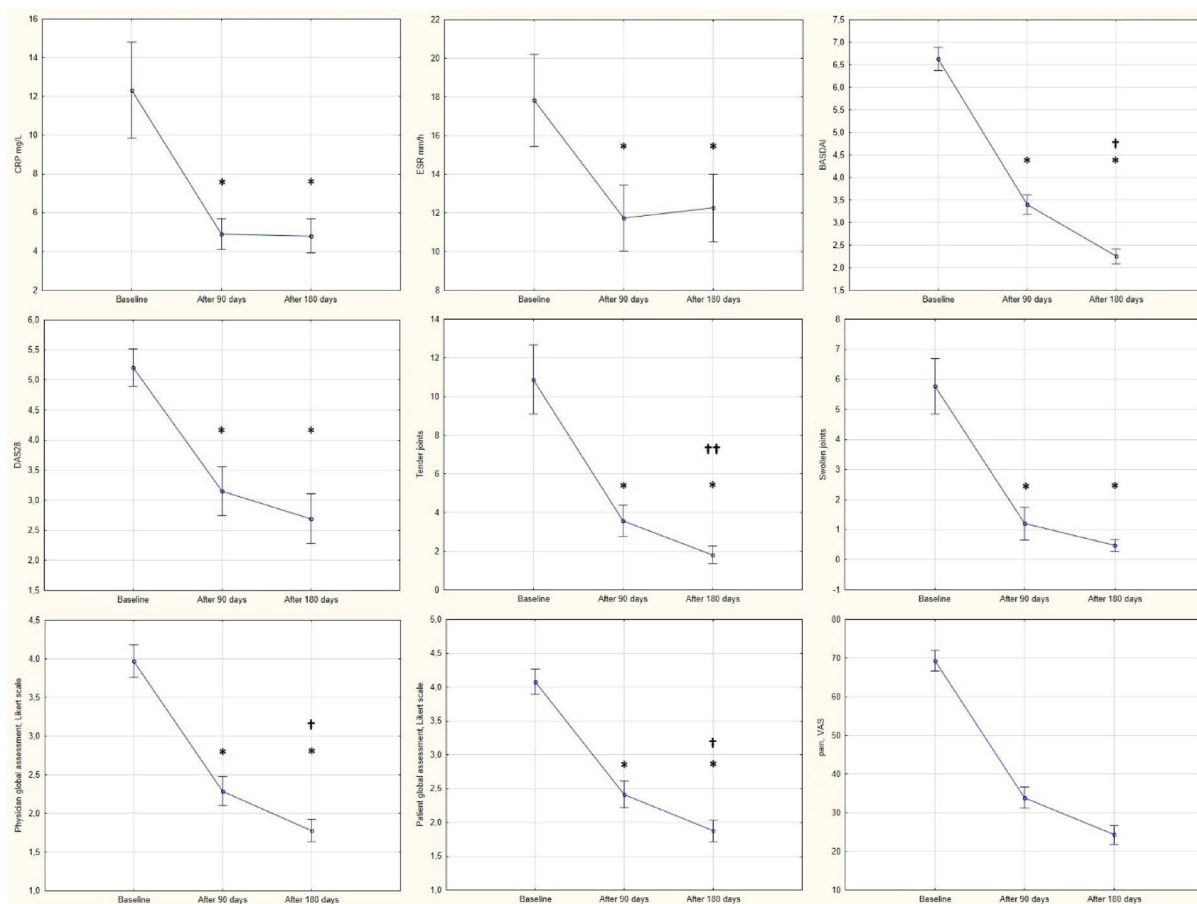 CRP mg/L
16
14
12
10
8
6
4
2
*
*
Baseline
After 90 days
After 180 days
ESR mm/h
22
20
18
16
14
12
10
8
*
*
Baseline
After 90 days
After 180 days
BASDAI
7,5
7,0
6,5
6,0
5,5
5,0
4,5
4,0
3,5
3,0
2,5
2,0
1,5
†
*
*
Baseline
After 90 days
After 180 days
DAS28
6,0
5,5
5,0
4,5
4,0
3,5
3,0
2,5
2,0
1,5
*
*
Baseline
After 90 days
After 180 days
Tender joints
14
12
10
8
6
4
2
0
††
*
*
Baseline
After 90 days
After 180 days
Swollen joints
8
7
6
5
4
3
2
1
0
-1
*
*
Baseline
After 90 days
After 180 days
Physician global assessment, Likert scale
4,5
4,0
3,5
3,0
2,5
2,0
1,5
1,0
†
*
*
Baseline
After 90 days
After 180 days
Patient global assessment, Likert scale
5,0
4,5
4,0
3,5
3,0
2,5
2,0
1,5
1,0
†
*
*
Baseline
After 90 days
After 180 days
pain, VAS
80
70
60
50
40
30
20
10
Baseline
After 90 days
After 180 days